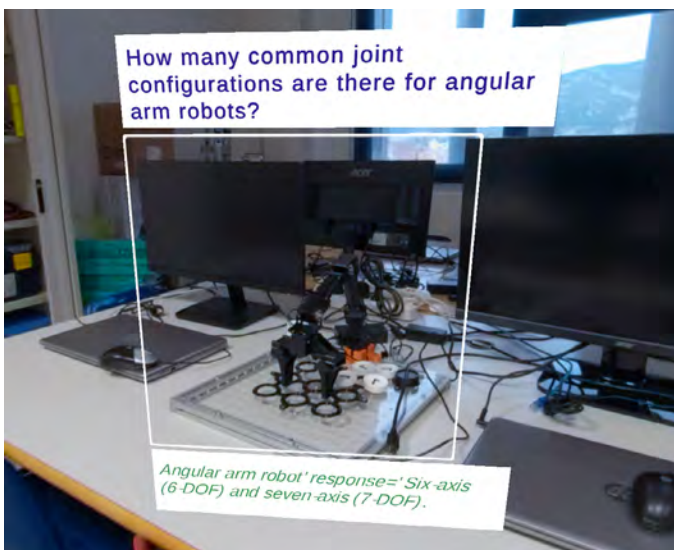 How many common joint
configurations are there for angular
arm robots?
acer
Angular arm robot' response=' Six-axis
(6-DOF) and seven-axis (7-DOF).